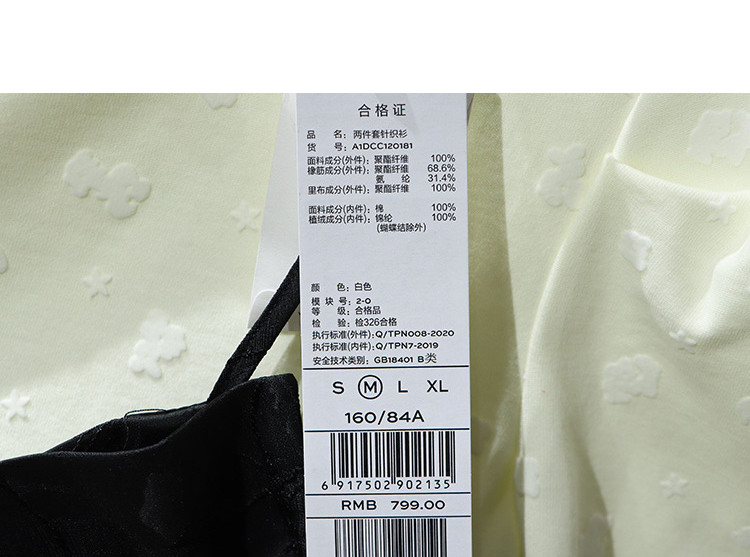 合格证
品 名：两件套针织衫
货 号：A1DCC120181
面料成分(外件)：聚酯纤维 100%
橡筋成分(外件)：聚酯纤维 68.6%
氨 纶 31.4%
里布成分(外件)：聚酯纤维 100%
面料成分(内件)：棉 100%
植绒成分(内件)：锦纶 100%
(蝴蝶结除外)
颜 色：白色
模 块 号：2-0
等 级：合格品
检 验：检326合格
执行标准(外件)：Q/TPN008-2020
执行标准(内件)：Q/TPN7-2019
安全技术类别：GB18401 B类
S M L XL
160/84A
6 917502 902135
RMB 799.00